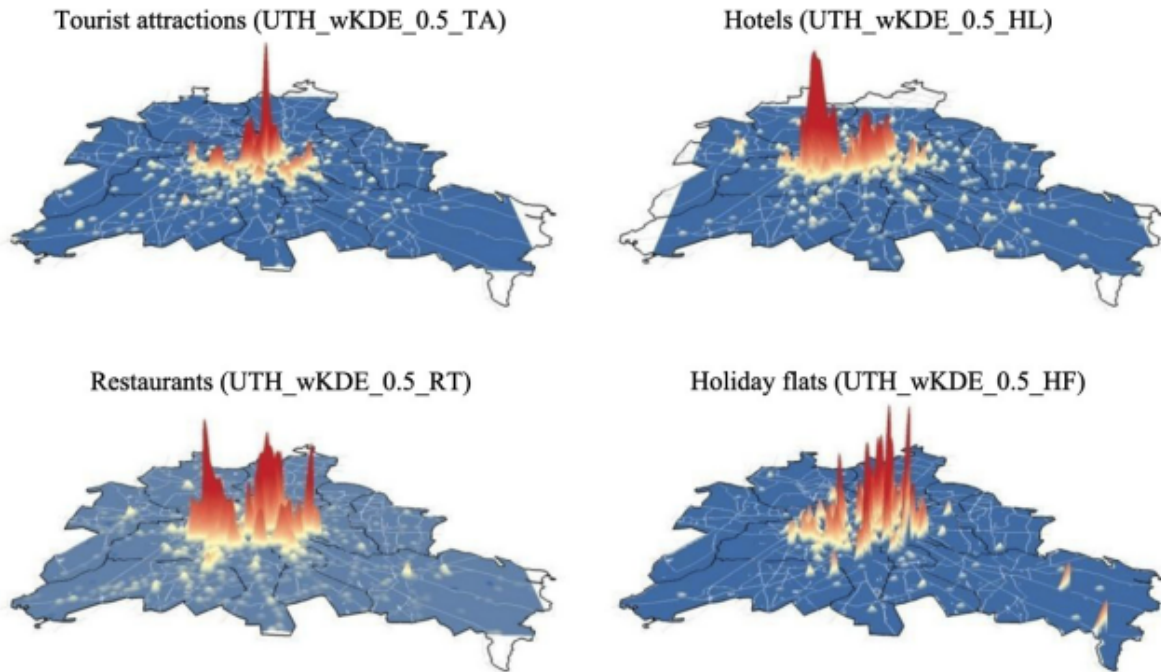 Tourist attractions (UTH_wKDE_0.5_TA)
Hotels (UTH_wKDE_0.5_HL)
Restaurants (UTH_wKDE_0.5_RT)
Holiday flats (UTH_wKDE_0.5_HF)